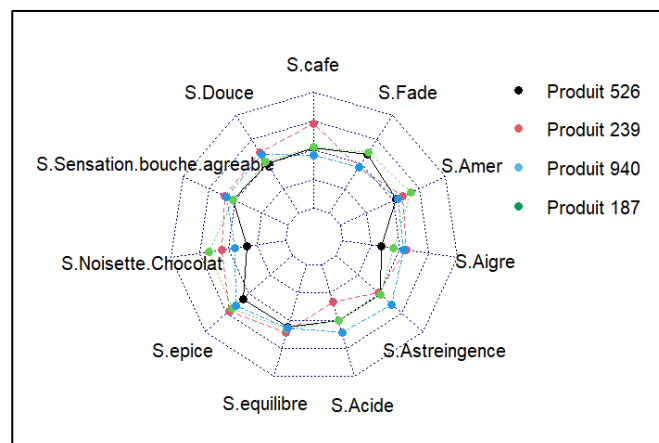 S.cafe
S.Douce
S.Fade
S.Sensation.bouche.agreable
S.Amer
S.Noisette.Chocolat
S.Aigre
S.epice
S.Astreingence
S.equilibre
S.Acide
Produit 526
Produit 239
Produit 940
Produit 187